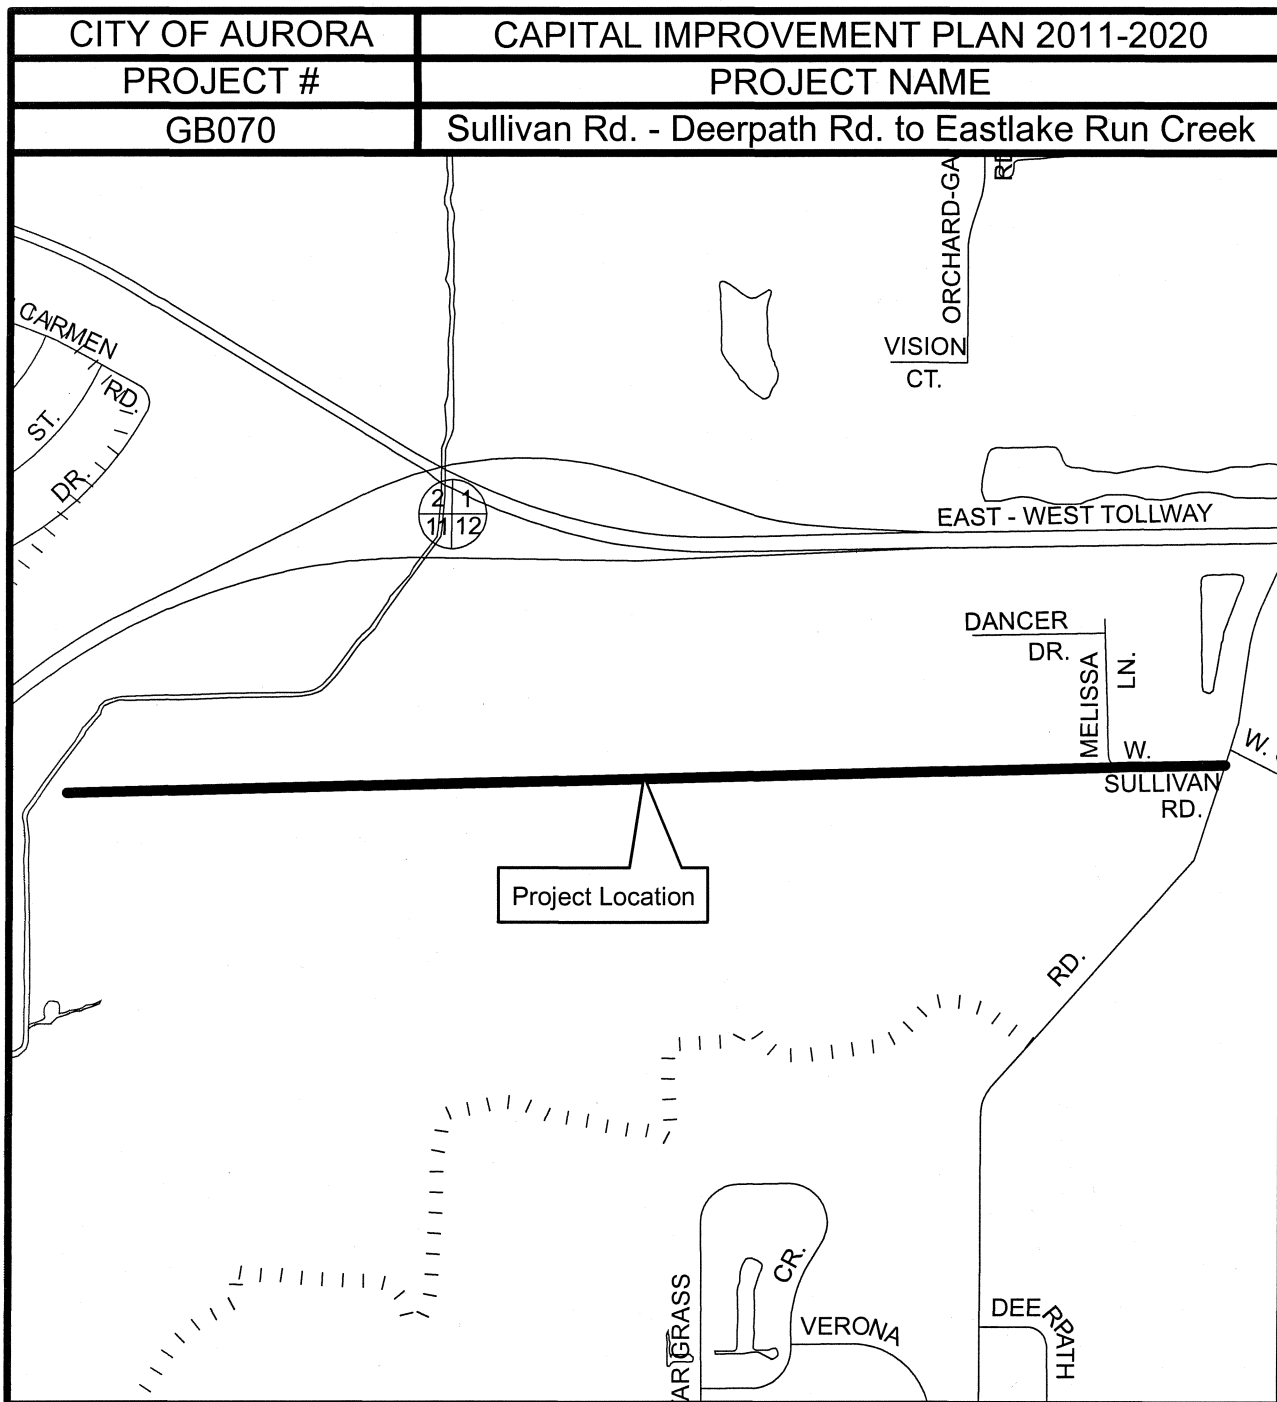 CITY OF AURORA
CAPITAL IMPROVEMENT PLAN 2011-2020
PROJECT #
PROJECT NAME
GB070
Sullivan Rd. - Deerpath Rd. to Eastlake Run Creek
ORCHARD-GA
CARMEN
RD.
VISION
CT.
ST.
DR.
2 1
11 12
EAST - WEST TOLLWAY
DANCER
DR.
MELISSA
LN.
W.
W.
SULLIVAN
RD.
Project Location
RD.
CR.
GRASS
VERONA
DEERPATH